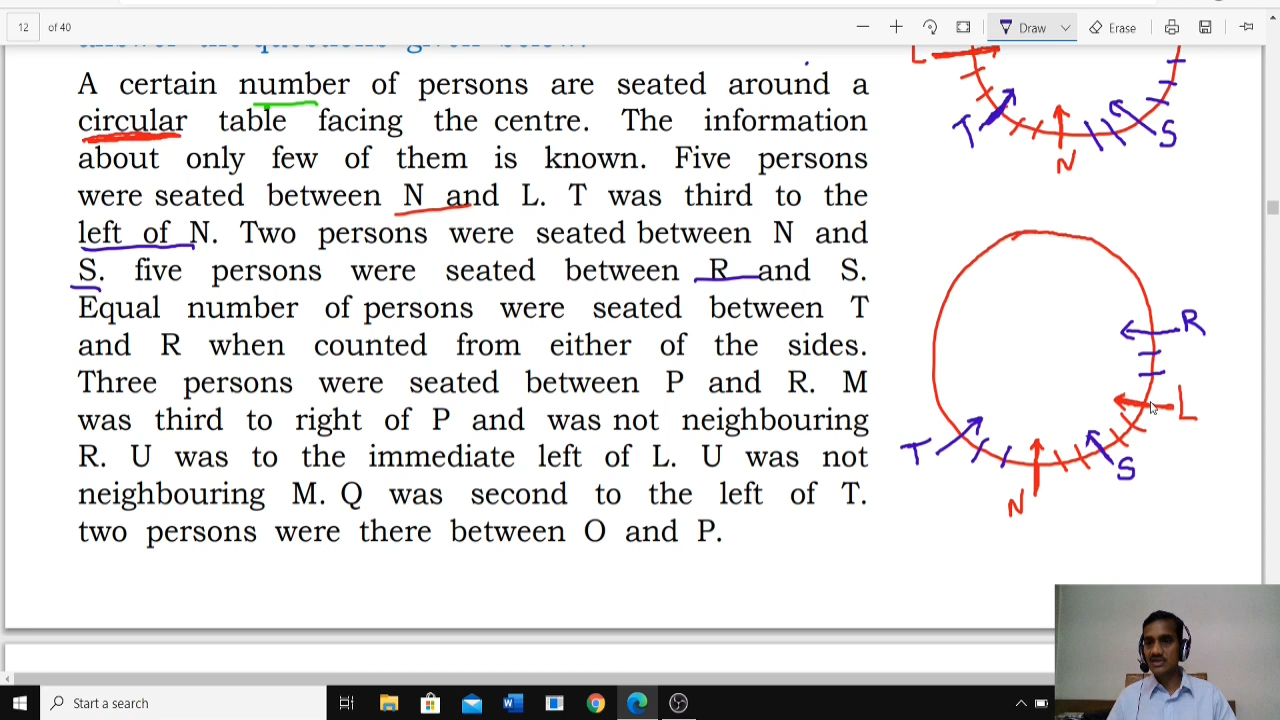 12 of 40
Draw
Erase
answer the questions given below.
A certain number of persons are seated around a
circular table facing the centre. The information
about only few of them is known. Five persons
were seated between N and L. T was third to the
left of N. Two persons were seated between N and
S. five persons were seated between R and S.
Equal number of persons were seated between T
and R when counted from either of the sides.
Three persons were seated between P and R. M
was third to right of P and was not neighbouring
R. U was to the immediate left of L. U was not
neighbouring M. Q was second to the left of T.
two persons were there between O and P.
L
T
N
S
R
L
T
S
N
Start a search